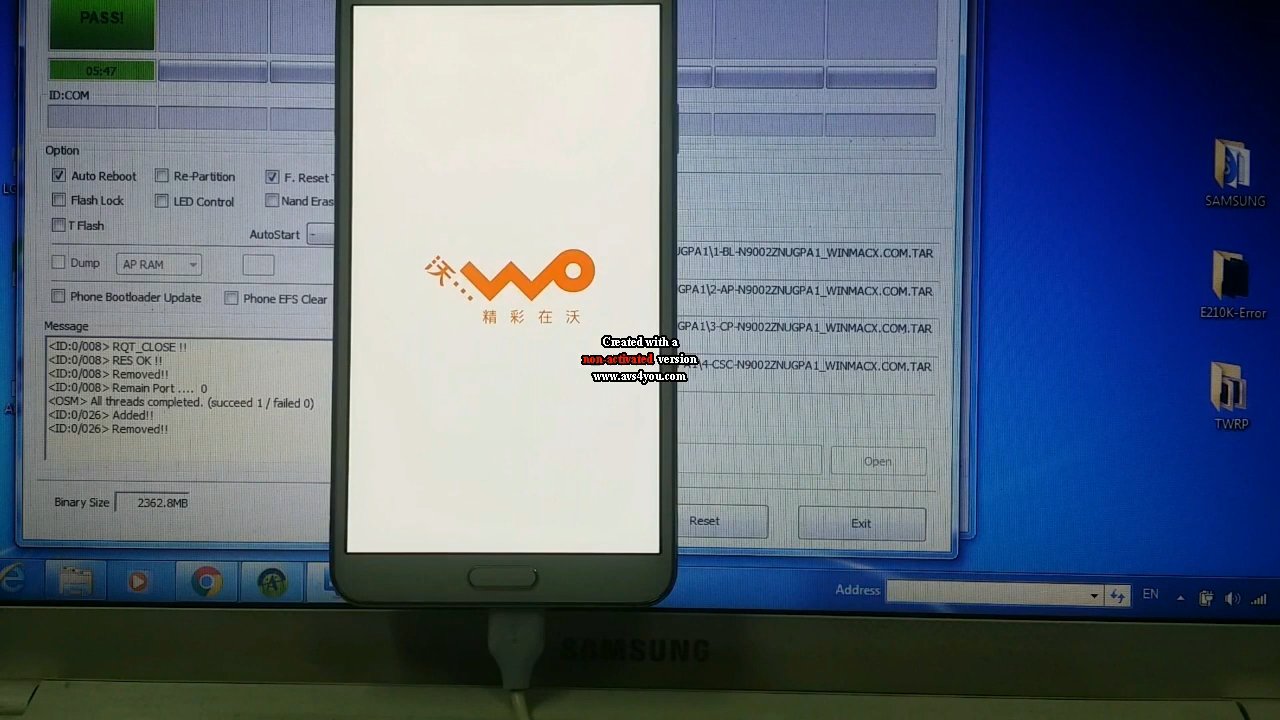 PASS!
05:47
ID:COM
Option
Auto Reboot
Re-Partition
F. Reset
Flash Lock
LED Control
Nand
T Flash
AutoStart
-
Dump
AP RAM
Phone Bootloader Update
Phone EFS Clear
Message
<ID:0/008> RQT_CLOSE !!
<ID:0/008> RES OK !!
<ID:0/008> Removed!!
<ID:0/008> Remain Port .... 0
<OSM> All threads completed. (succeed 1 / failed 0)
<ID:0/026> Added!!
<ID:0/026> Removed!!
Binary Size
2362.8MB
沃
wo
精彩在沃
Created with a
non-activated version
www.avs4you.com
GPA1\1-BL-N9002ZNUGPA1_WINMACX.COM.TAR
GPA1\2-AP-N9002ZNUGPA1_WINMACX.COM.TAR
GPA1\3-CP-N9002ZNUGPA1_WINMACX.COM.TAR
\4-CSC-N9002ZNUGPA1_WINMACX.COM.TAR
Open
Reset
Exit
SAMSUNG
E210K-Error
TWRP
Address
EN
SAMSUNG